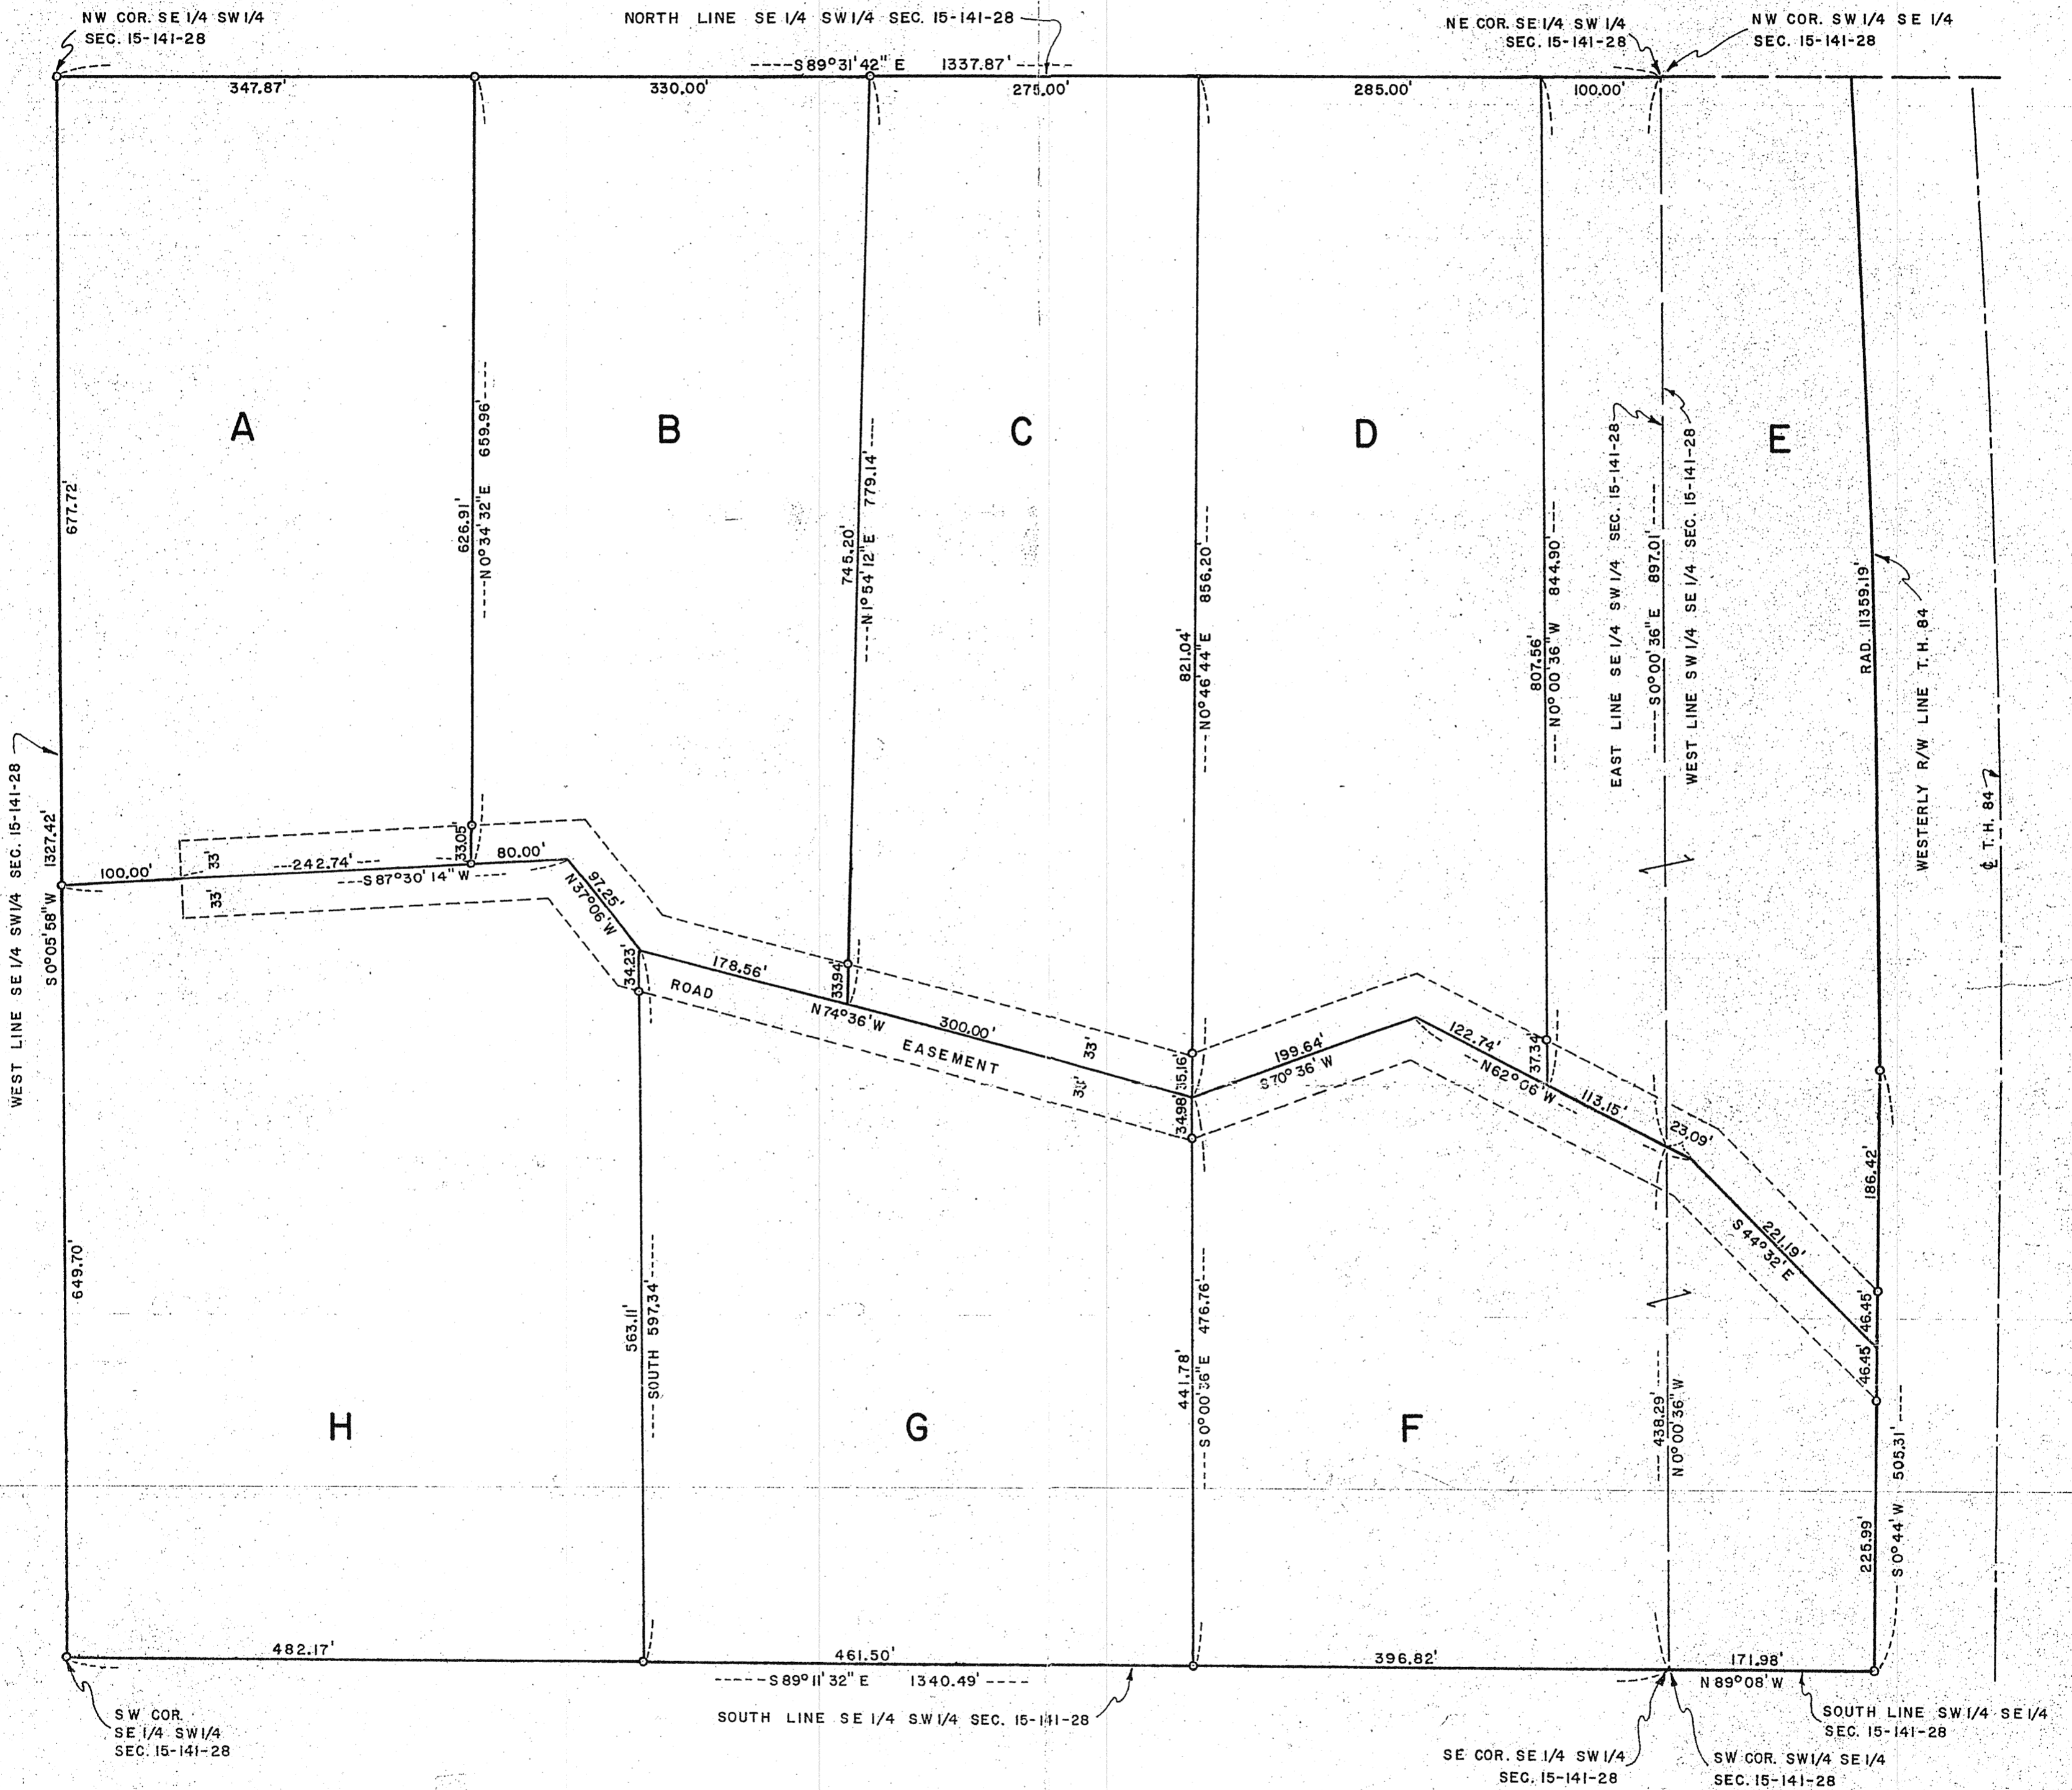 NW COR. SE 1/4 SW 1/4
SEC. 15-141-28
NORTH LINE SE 1/4 SW 1/4 SEC. 15-141-28
NE COR. SE 1/4 SW 1/4
SEC. 15-141-28
NW COR. SW 1/4 SE 1/4
SEC. 15-141-28
S 89°31'42" E 1337.87'
347.87'
330.00'
275.00'
285.00'
100.00'
A
B
C
D
E
677.72'
626.91'
N 0°34'32" E 659.96'
745.20'
N 1°54'12" E 779.14'
821.04'
N 0°46'44" E 856.20'
807.56'
N 0°00'36" W 844.90'
EAST LINE SE 1/4 SW 1/4 SEC. 15-141-28
S 0°00'36" E 897.01'
WEST LINE SW 1/4 SE 1/4 SEC. 15-141-28
RAD. 11359.19'
WESTERLY R/W LINE T.H. 84
℄ T.H. 84
WEST LINE SE 1/4 SW 1/4 SEC. 15-141-28
S 0°05'58" W 1327.42'
100.00'
33'
33'
242.74'
S 87°30'14" W
33.05'
80.00'
97.25'
N 37°06' W
34.23'
178.56'
ROAD
33.94'
N 74°36' W
300.00'
EASEMENT
33'
33'
35.16'
34.98'
199.64'
S 70°36' W
122.74'
N 62°06' W
37.34'
113.15'
23.09'
221.19'
S 44°32' E
186.42'
46.45'
46.45'
649.70'
563.11'
SOUTH 597.34'
441.78'
S 0°00'36" E 476.76'
438.29'
N 0°00'36" W
225.99'
S 0°44' W 505.31'
H
G
F
482.17'
461.50'
396.82'
171.98'
S 89°11'32" E 1340.49'
N 89°08' W
SOUTH LINE SE 1/4 SW 1/4 SEC. 15-141-28
SOUTH LINE SW 1/4 SE 1/4
SEC. 15-141-28
SW COR.
SE 1/4 SW 1/4
SEC. 15-141-28
SE COR. SE 1/4 SW 1/4
SEC. 15-141-28
SW COR. SW 1/4 SE 1/4
SEC. 15-141-28